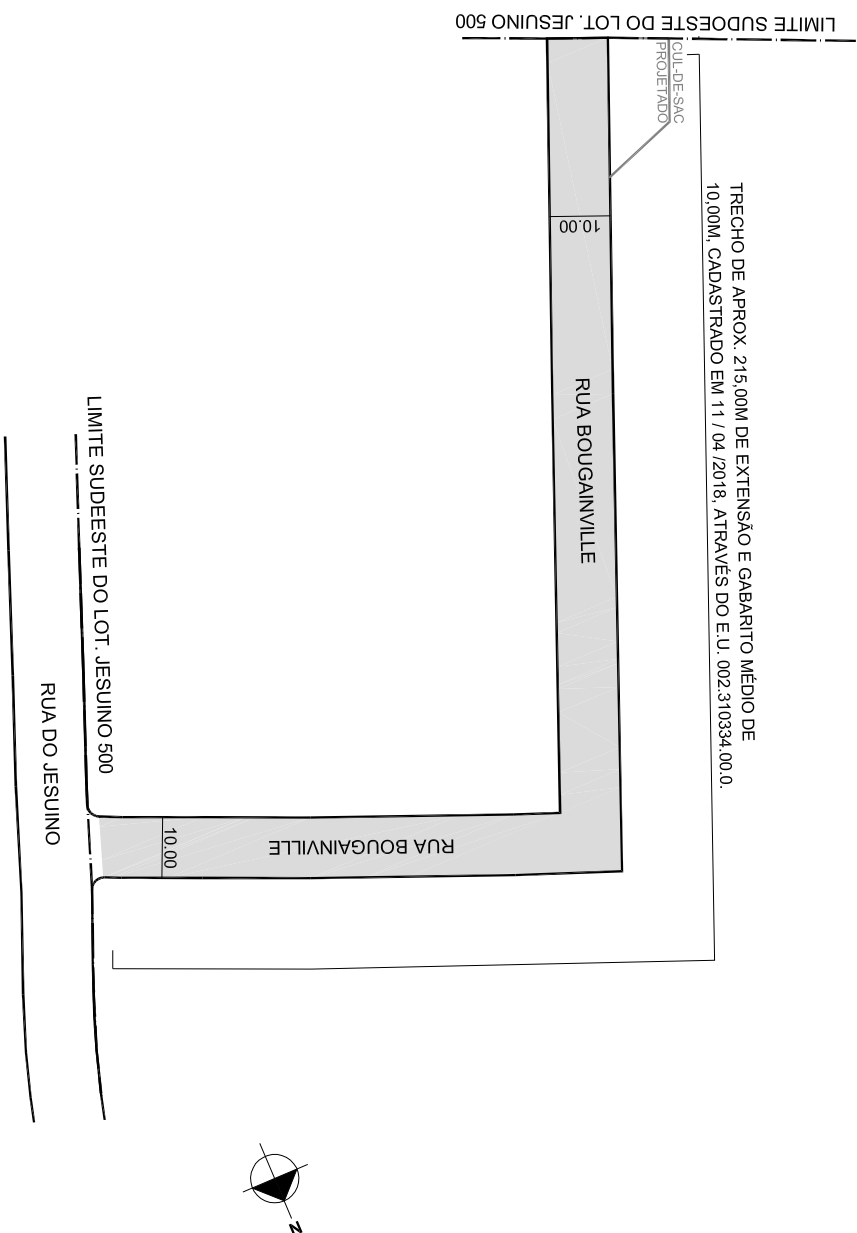 LIMITE SUDOESTE DO LOT. JESUINO 500
CUL-DE-SAC
PROJETADO
TRECHO DE APROX. 215,00M DE EXTENSÃO E GABARITO MÉDIO DE
10,00M, CADASTRADO EM 11 / 04 /2018, ATRAVÉS DO E.U. 002.310334.00.0.
10.00
RUA BOUGAINVILLE
LIMITE SUDEESTE DO LOT. JESUINO 500
RUA DO JESUINO
10.00
RUA BOUGAINVILLE
N